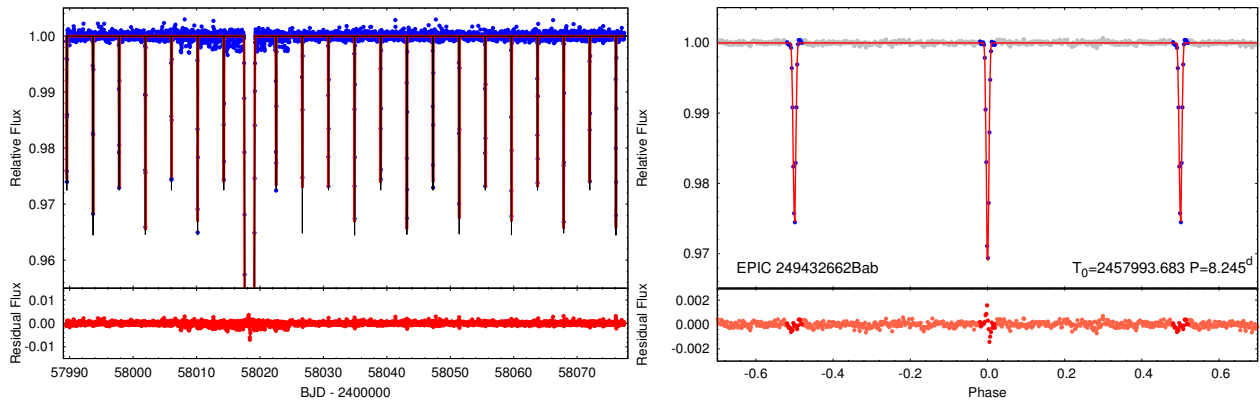 Relative Flux
1.00
0.99
0.98
0.97
0.96
Residual Flux
0.01
0.00
-0.01
57990 58000 58010 58020 58030 58040 58050 58060 58070
BJD - 2400000
Relative Flux
1.00
0.99
0.98
0.97
EPIC 249432662Bab T₀=2457993.683 P=8.245ᵈ
Residual Flux
0.002
0.000
-0.002
-0.6 -0.4 -0.2 0.0 0.2 0.4 0.6
Phase